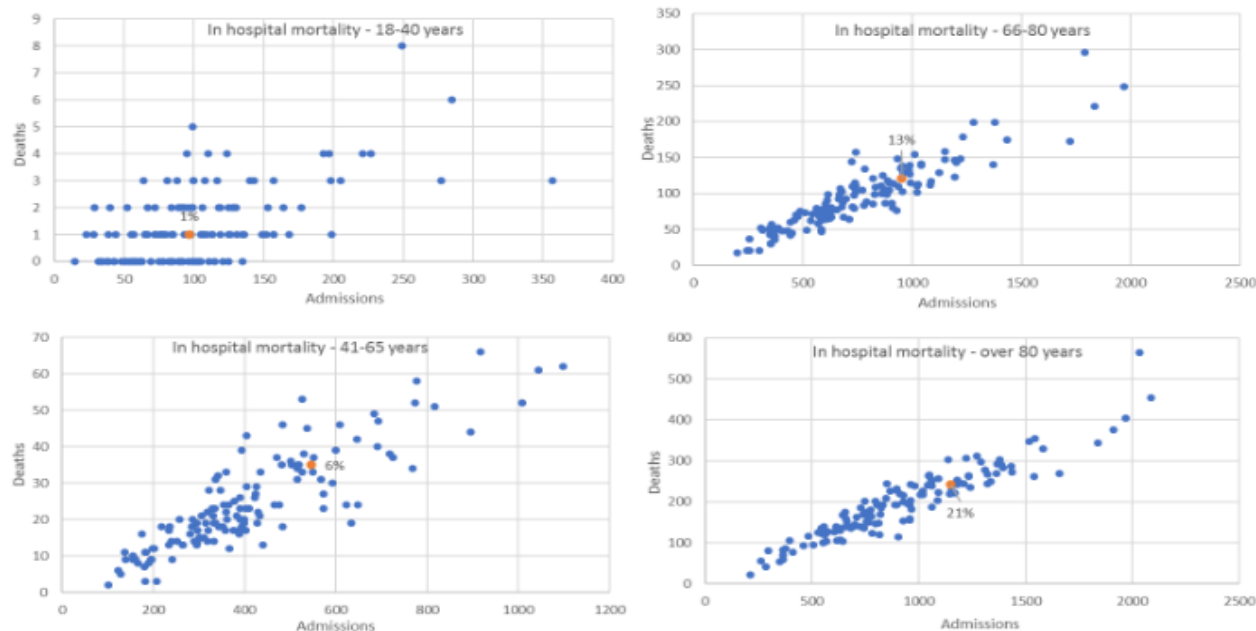 In hospital mortality - 18-40 years
9
8
7
6
5
4
3
2
1
0
Deaths
1%
0 50 100 150 200 250 300 350 400
Admissions
In hospital mortality - 66-80 years
350
300
250
200
150
100
50
0
Deaths
13%
0 500 1000 1500 2000 2500
Admissions
In hospital mortality - 41-65 years
70
60
50
40
30
20
10
0
Deaths
6%
0 200 400 600 800 1000 1200
Admissions
In hospital mortality - over 80 years
600
500
400
300
200
100
0
Deaths
21%
0 500 1000 1500 2000 2500
Admissions